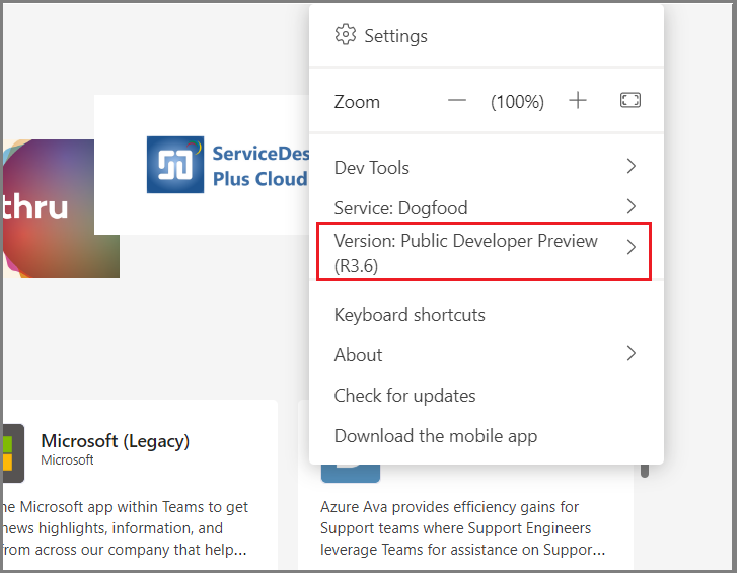 Settings
Zoom
(100%)
thru
ServiceDes
Plus Cloud
Dev Tools
Service: Dogfood
Version: Public Developer Preview
(R3.6)
Keyboard shortcuts
About
Check for updates
Download the mobile app
Microsoft (Legacy)
Microsoft
he Microsoft app within Teams to get
news highlights, information, and
from across our company that help...
Azure Ava provides efficiency gains for
Support teams where Support Engineers
leverage Teams for assistance on Suppor...